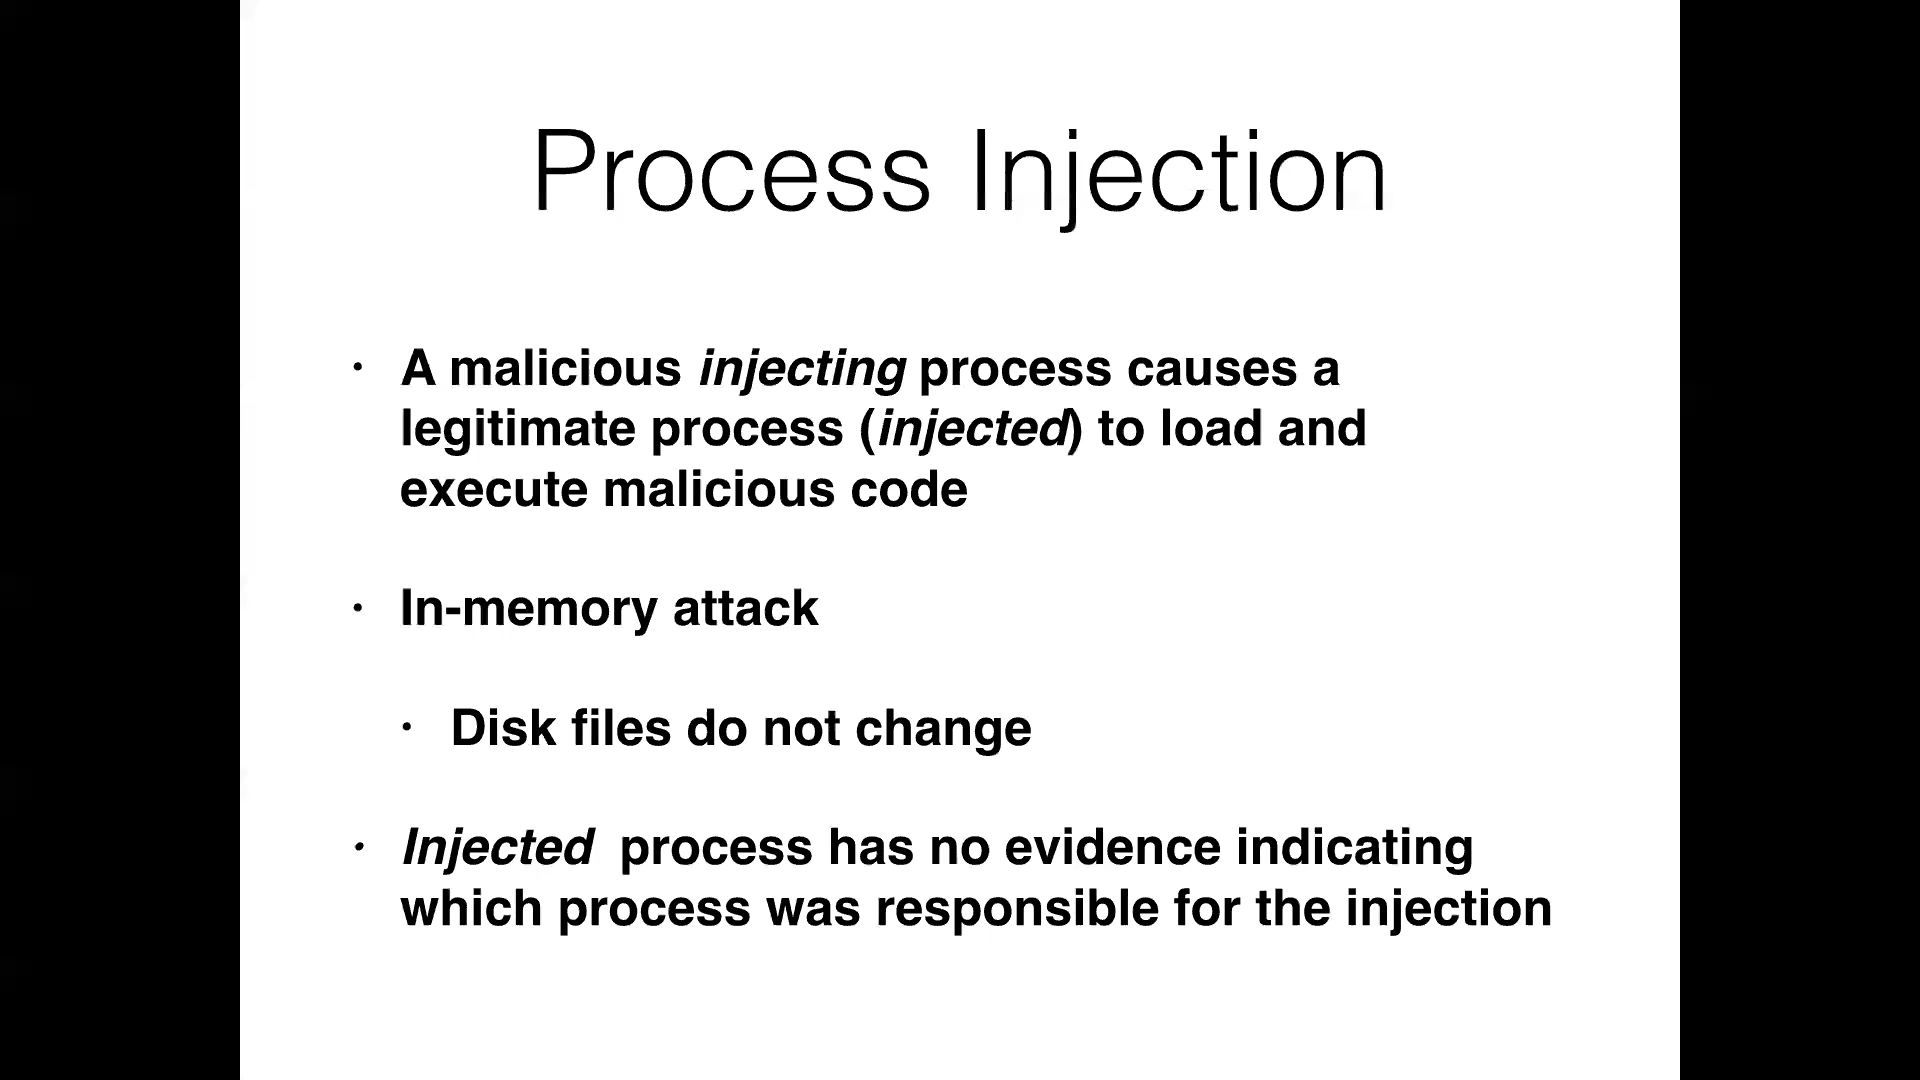 Process Injection
• A malicious injecting process causes a
legitimate process (injected) to load and
execute malicious code
• In-memory attack
• Disk files do not change
• Injected process has no evidence indicating
which process was responsible for the injection